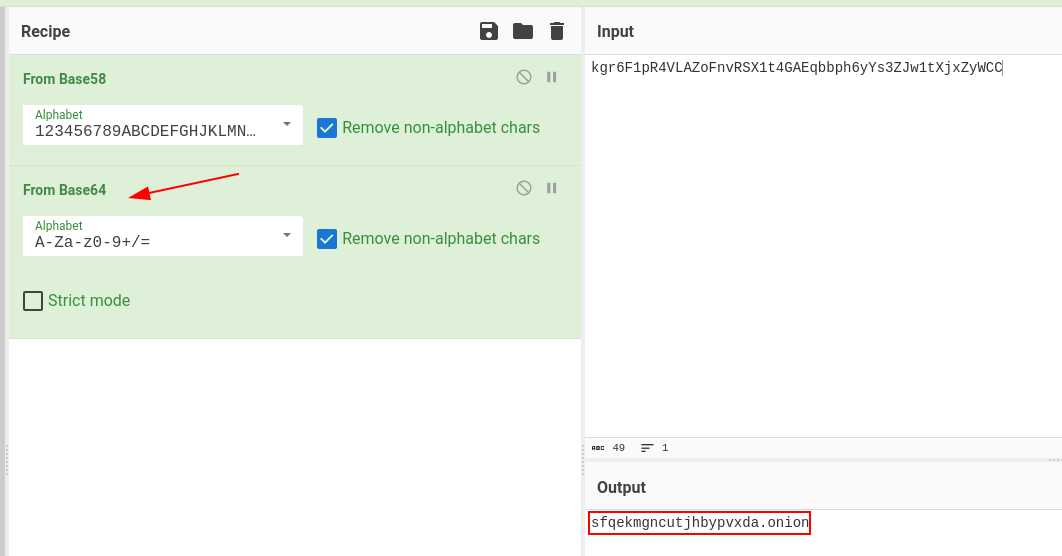 Recipe
From Base58
Alphabet
123456789ABCDEFGHJKLMN…
Remove non-alphabet chars
From Base64
Alphabet
A-Za-z0-9+/=
Remove non-alphabet chars
Strict mode
Input
kgr6F1pR4VLAZoFnvRSX1t4GAEqbbph6yYs3ZJw1tXjxZyWCC
ABC 49 1
Output
sfqekmgncutjhbypvxda.onion